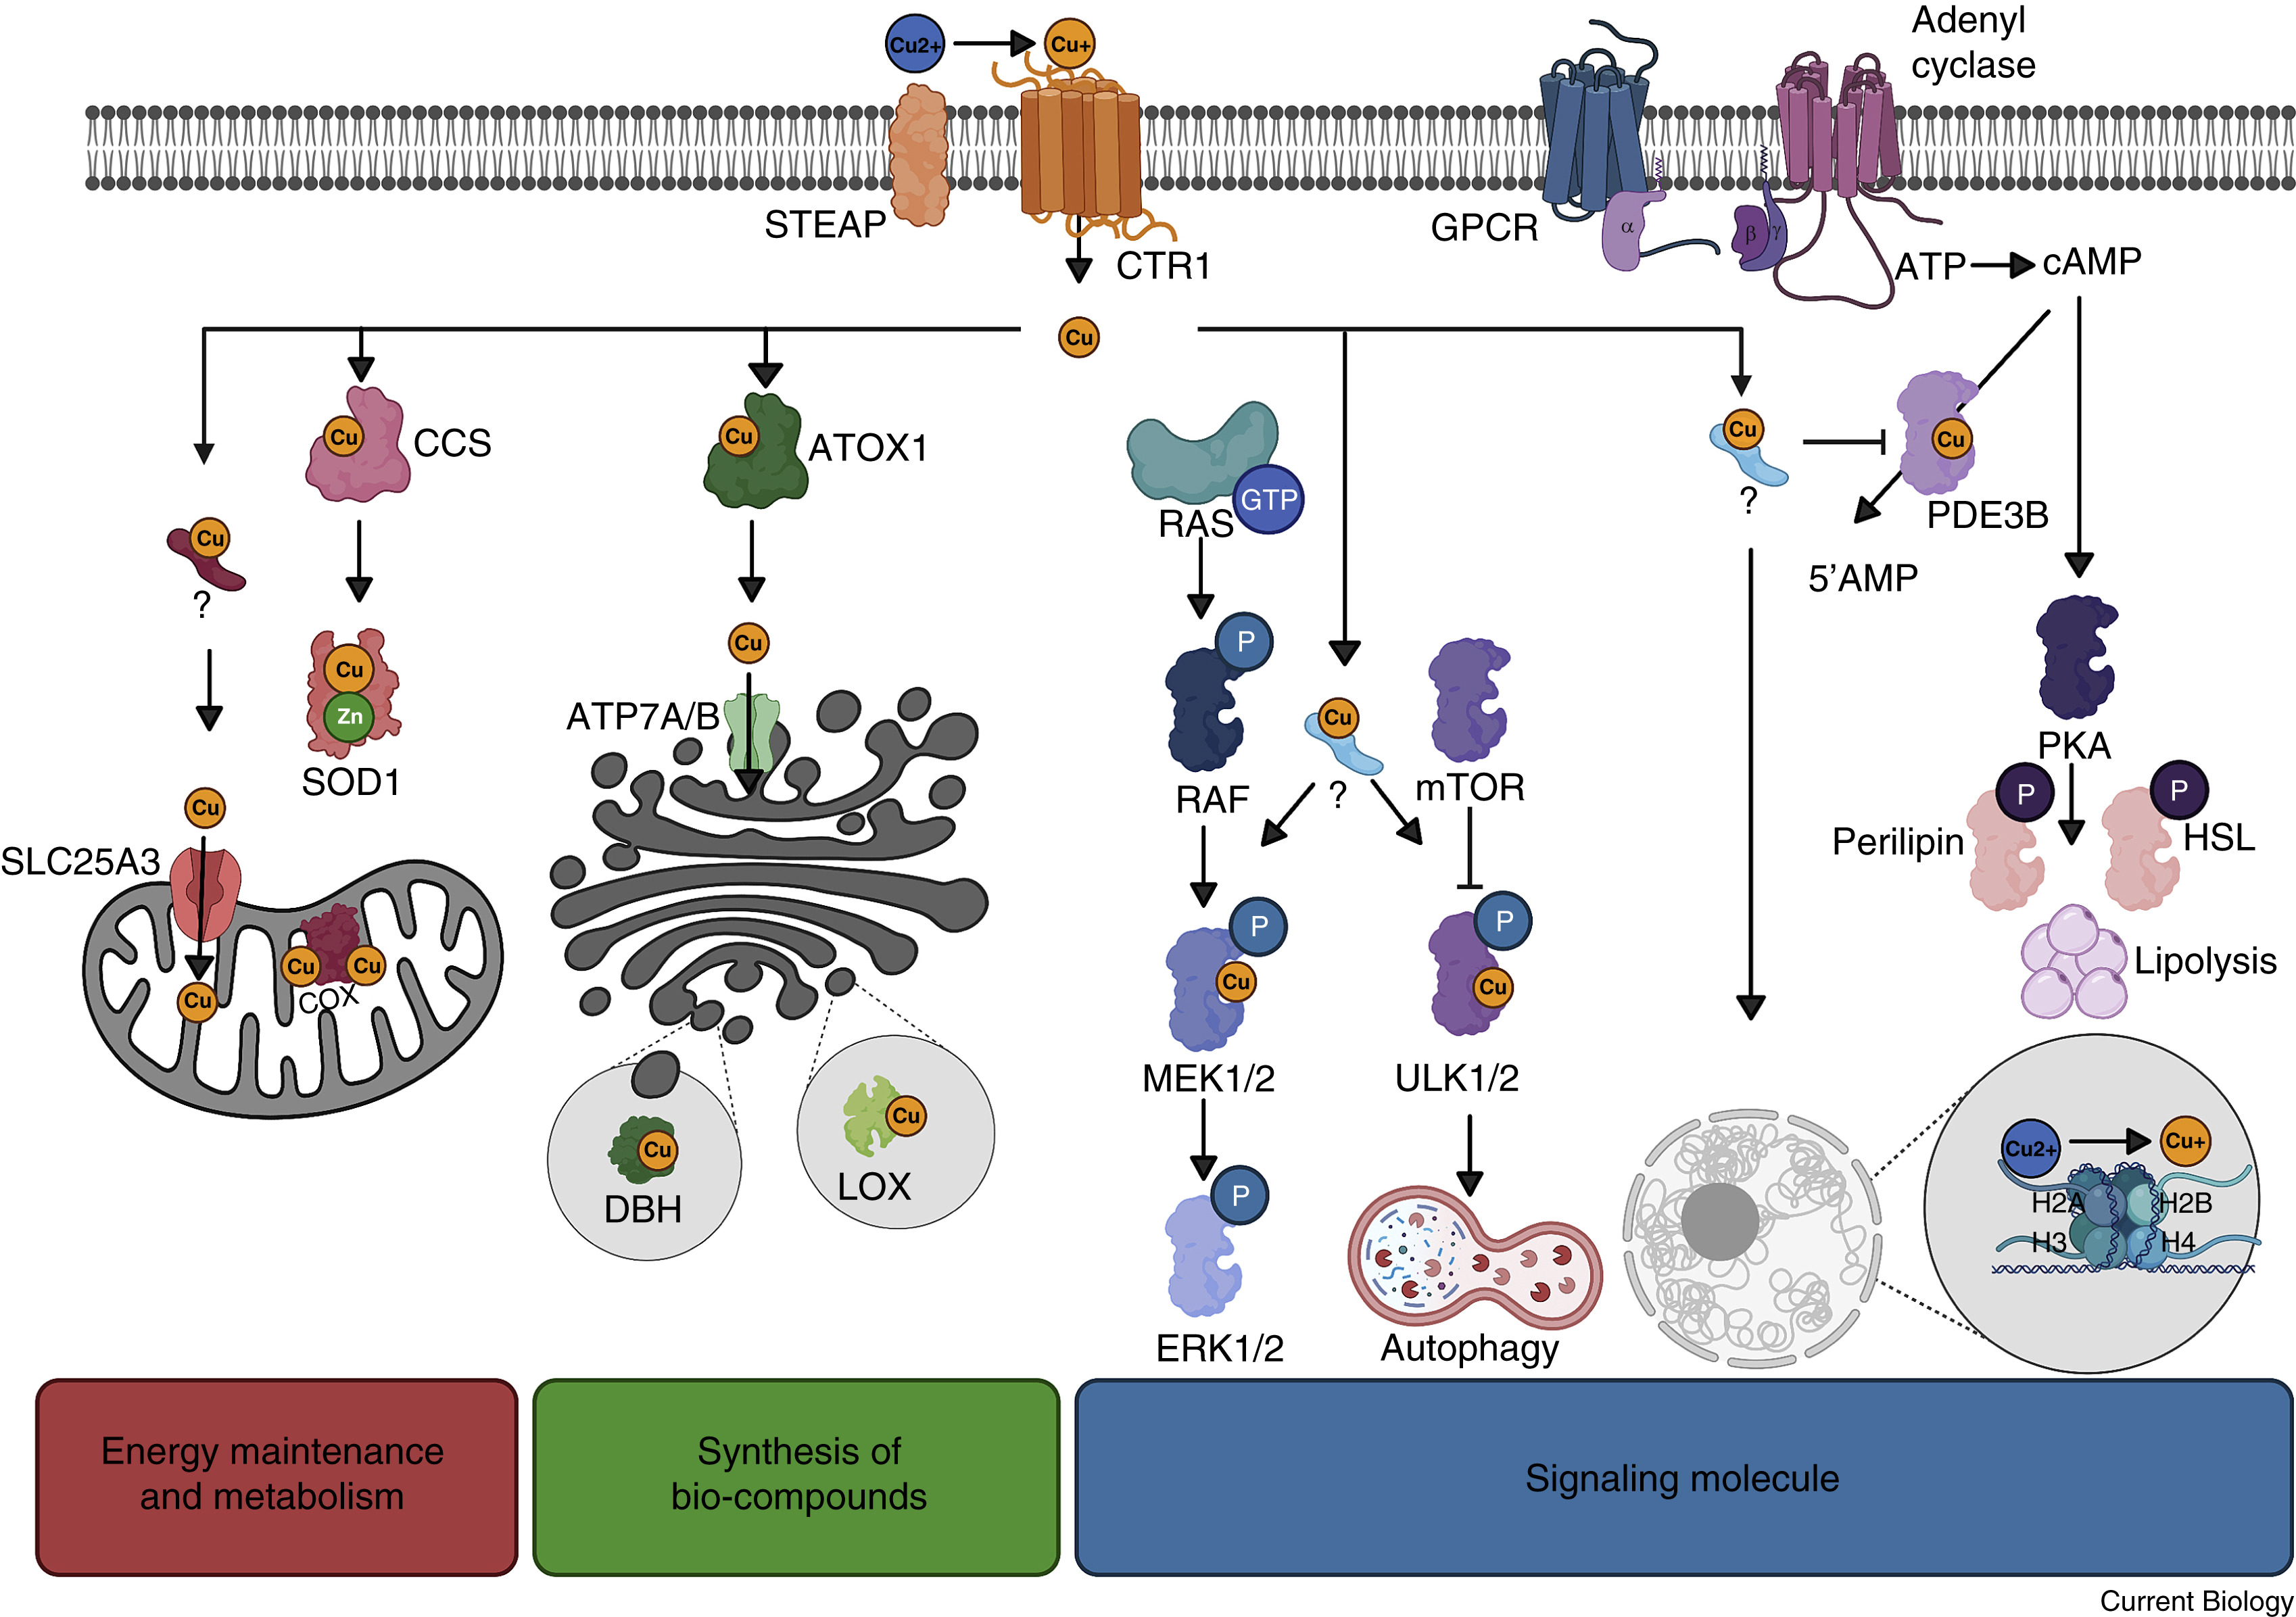 Adenyl
cyclase
Cu2+
Cu+
STEAP
CTR1
GPCR
α
β
γ
ATP
cAMP
Cu
Cu
CCS
Cu
ATOX1
RAS
GTP
Cu
?
Cu
PDE3B
5’AMP
Cu
?
Cu
Zn
SOD1
Cu
ATP7A/B
P
RAF
Cu
?
mTOR
PKA
P
P
Perilipin
HSL
Lipolysis
Cu
SLC25A3
Cu
Cu
Cu
COX
P
Cu
MEK1/2
P
Cu
ULK1/2
Cu
DBH
Cu
LOX
P
ERK1/2
Autophagy
Cu2+
Cu+
H2A
H2B
H3
H4
Energy maintenance
and metabolism
Synthesis of
bio-compounds
Signaling molecule
Current Biology